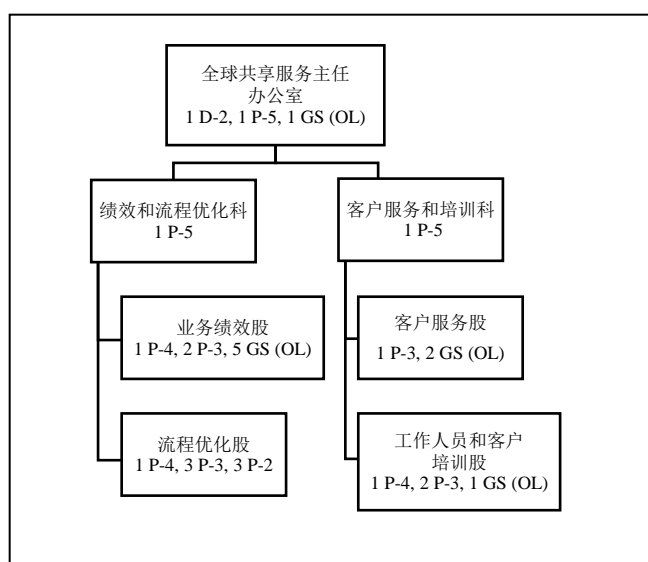 全球共享服务主任
办公室
1 D-2, 1 P-5, 1 GS (OL)
绩效和流程优化科
1 P-5
客户服务和培训科
1 P-5
业务绩效股
1 P-4, 2 P-3, 5 GS (OL)
客户服务股
1 P-3, 2 GS (OL)
流程优化股
1 P-4, 3 P-3, 3 P-2
工作人员和客户
培训股
1 P-4, 2 P-3, 1 GS (OL)